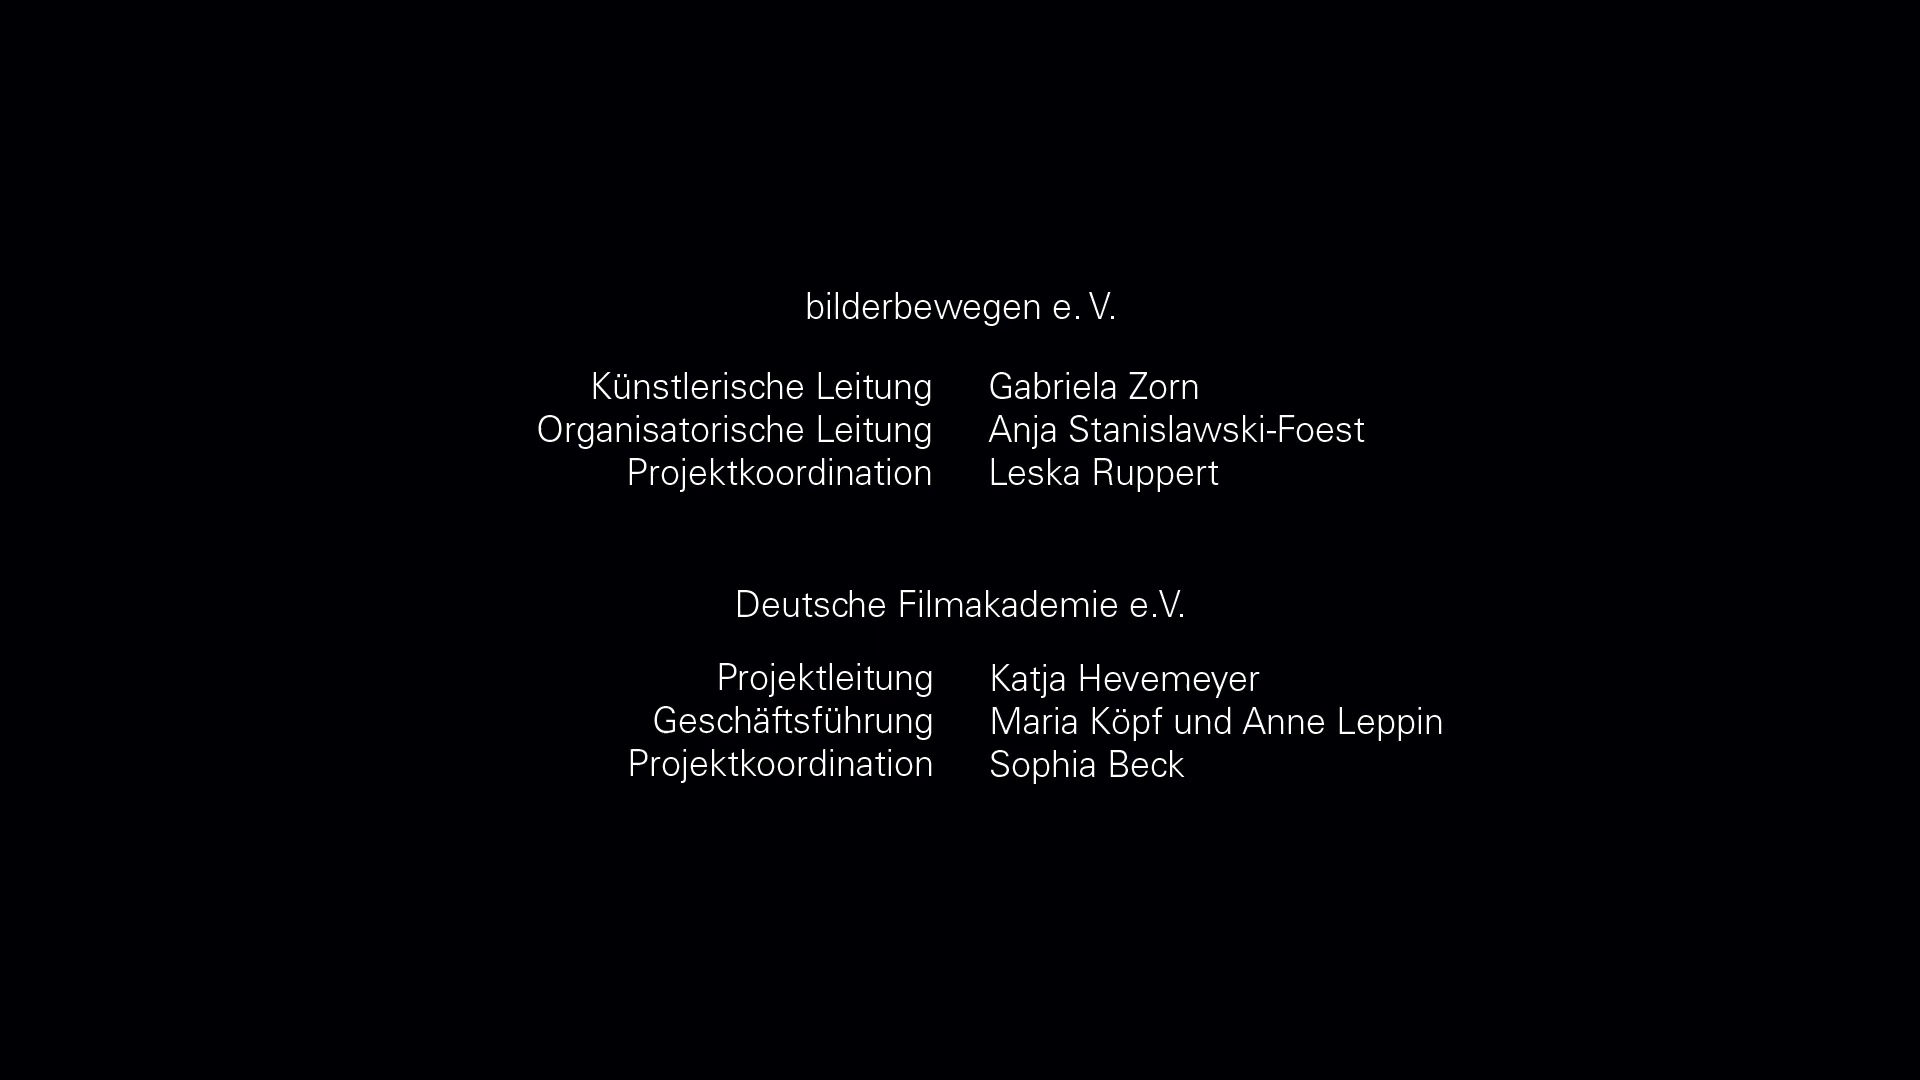 bilderbewegen e. V.
Künstlerische Leitung Gabriela Zorn
Organisatorische Leitung Anja Stanislawski-Foest
Projektkoordination Leska Ruppert
Deutsche Filmakademie e.V.
Projektleitung Katja Hevemeyer
Geschäftsführung Maria Köpf und Anne Leppin
Projektkoordination Sophia Beck